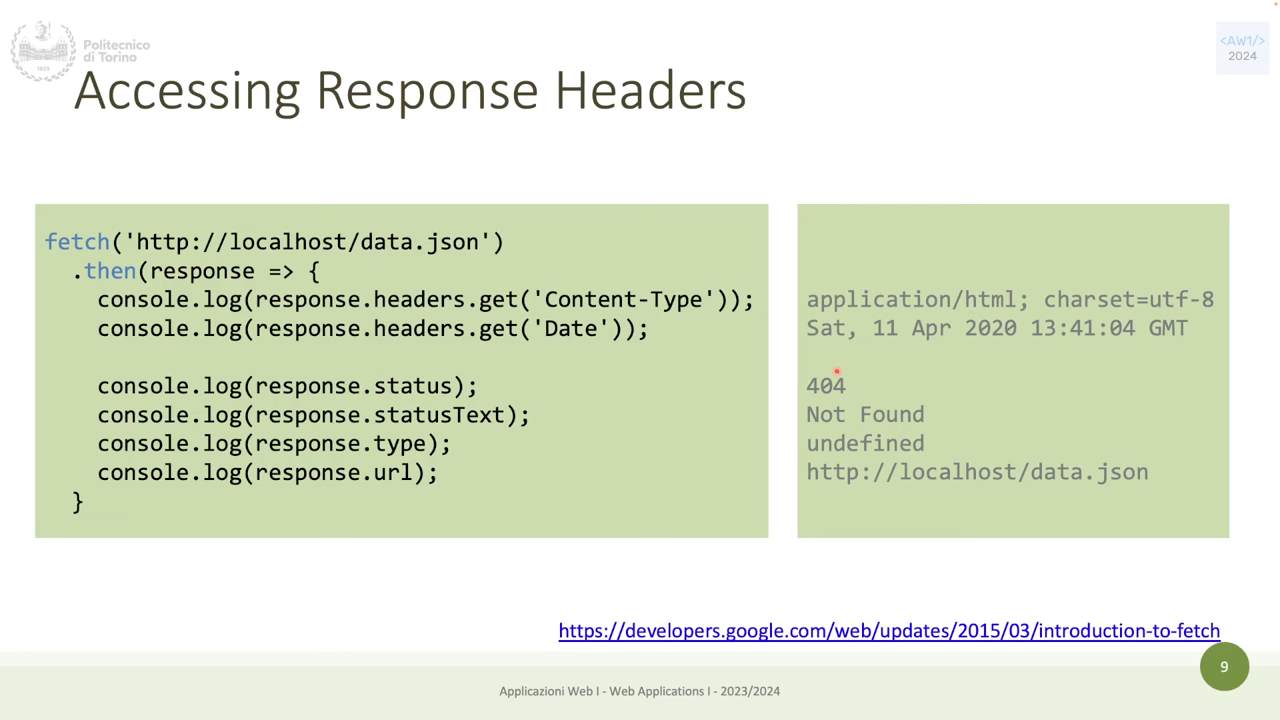 Politecnico
di Torino
1859
<AW1/>
2024
Accessing Response Headers
fetch('http://localhost/data.json')
.then(response => {
console.log(response.headers.get('Content-Type'));
console.log(response.headers.get('Date'));
console.log(response.status);
console.log(response.statusText);
console.log(response.type);
console.log(response.url);
}
application/html; charset=utf-8
Sat, 11 Apr 2020 13:41:04 GMT
404
Not Found
undefined
http://localhost/data.json
https://developers.google.com/web/updates/2015/03/introduction-to-fetch
9
Applicazioni Web I - Web Applications I - 2023/2024